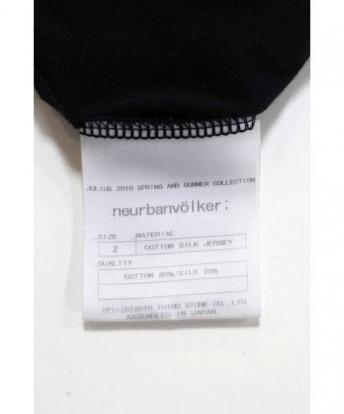 JULIUS 2010 SPRING AND SUMMER COLLECTION
neurbanvölker;
SIZE MATERIAL
2 COTTON SILK JERSEY
QUALITY
COTTON 80%/SILK 20%
(P)+(C)2010 THIRD STONE CO.,LTD.
ASSEMBLED IN JAPAN.